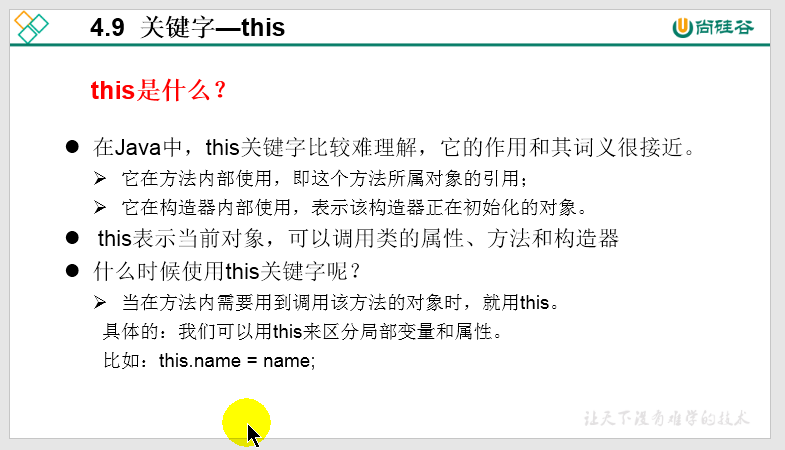 4.9 关键字—this
尚硅谷
this是什么?
在Java中，this关键字比较难理解，它的作用和其词义很接近。
它在方法内部使用，即这个方法所属对象的引用；
它在构造器内部使用，表示该构造器正在初始化的对象。
this表示当前对象，可以调用类的属性、方法和构造器
什么时候使用this关键字呢?
当在方法内需要用到调用该方法的对象时，就用this。
具体的：我们可以用this来区分局部变量和属性。
比如：this.name = name;
让天下没有难学的技术